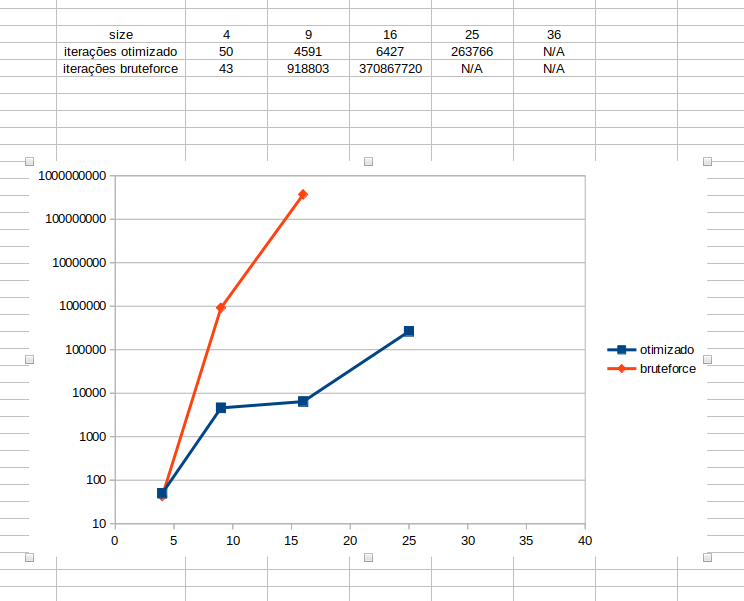 size 4 9 16 25 36
iterações otimizado 50 4591 6427 263766 N/A
iterações bruteforce 43 918803 370867720 N/A N/A
1000000000
100000000
10000000
1000000
100000
10000
1000
100
10
0 5 10 15 20 25 30 35 40
otimizado
bruteforce